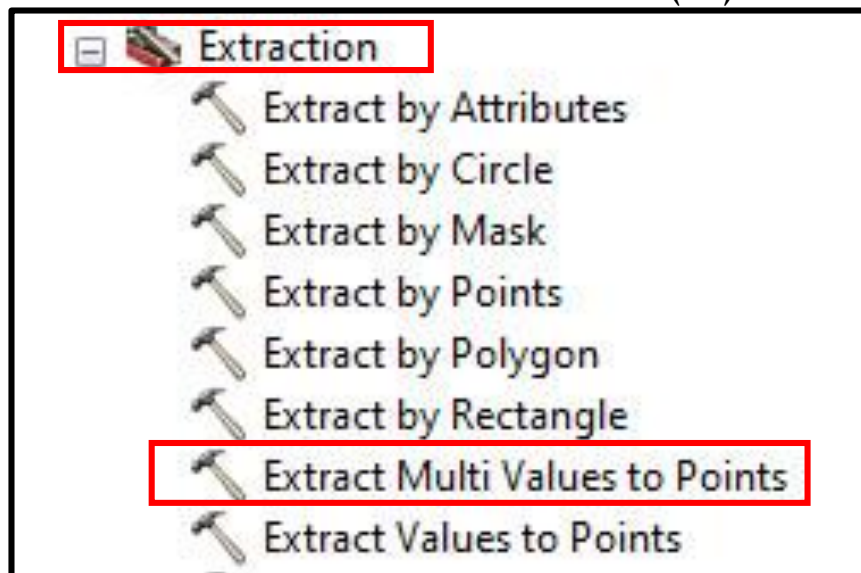 Extraction
Extract by Attributes
Extract by Circle
Extract by Mask
Extract by Points
Extract by Polygon
Extract by Rectangle
Extract Multi Values to Points
Extract Values to Points